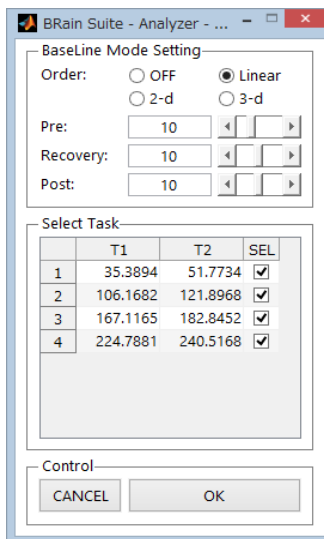 BRain Suite - Analyzer - ...
BaseLine Mode Setting
Order: OFF Linear
2-d 3-d
Pre: 10
Recovery: 10
Post: 10
Select Task
T1 T2 SEL
1 35.3894 51.7734
2 106.1682 121.8968
3 167.1165 182.8452
4 224.7881 240.5168
Control
CANCEL OK